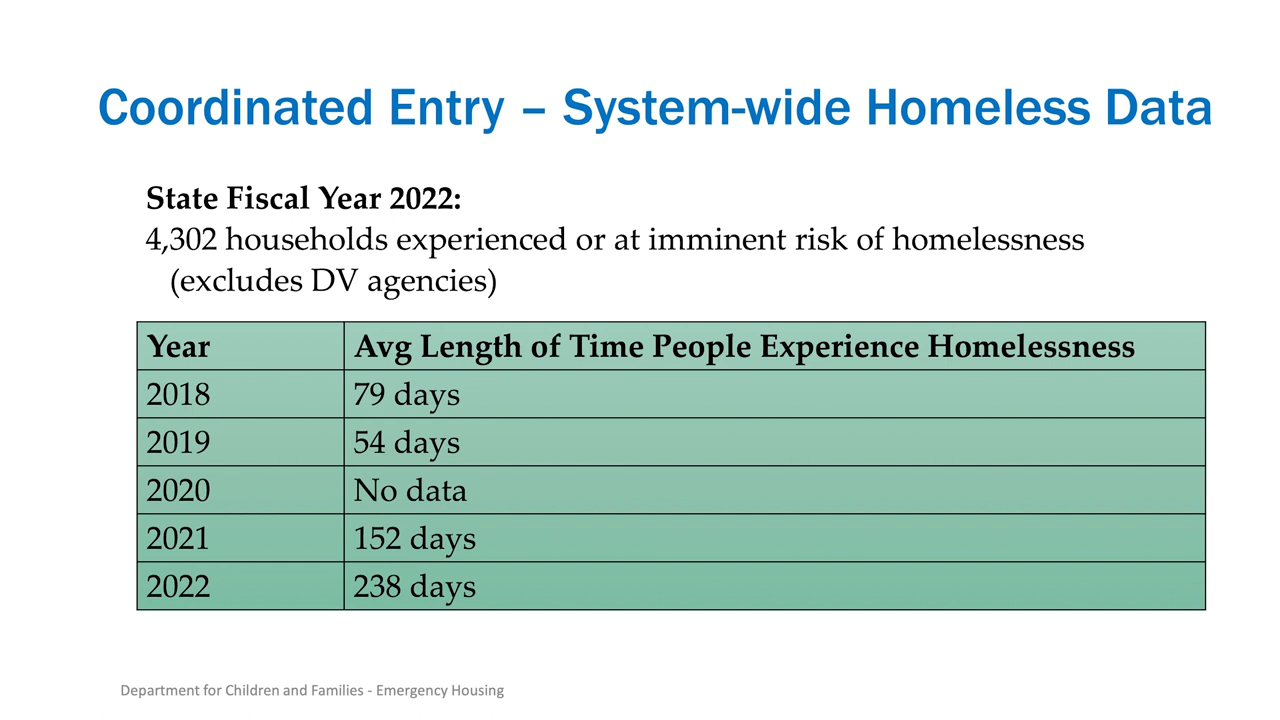 Coordinated Entry – System-wide Homeless Data
State Fiscal Year 2022:
4,302 households experienced or at imminent risk of homelessness
(excludes DV agencies)
Year Avg Length of Time People Experience Homelessness
2018 79 days
2019 54 days
2020 No data
2021 152 days
2022 238 days
Department for Children and Families - Emergency Housing